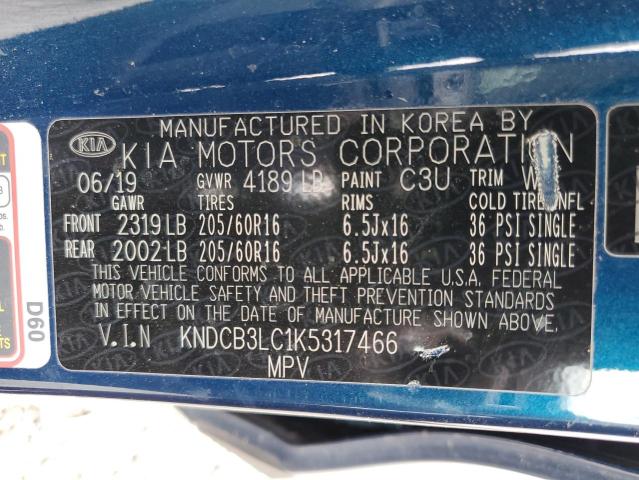 MANUFACTURED IN KOREA BY
KIA KIA MOTORS CORPORATION
06/19 GVWR 4189 LB PAINT C3U TRIM
GAWR TIRES RIMS COLD TIRE INFL
FRONT 2319 LB 205/60R16 6.5Jx16 36 PSI SINGLE
REAR 2002 LB 205/60R16 6.5Jx16 36 PSI SINGLE
THIS VEHICLE CONFORMS TO ALL APPLICABLE U.S.A. FEDERAL
MOTOR VEHICLE SAFETY AND THEFT PREVENTION STANDARDS
IN EFFECT ON THE DATE OF MANUFACTURE SHOWN ABOVE.
V.I.N KNDCB3LC1K5317466
MPV
D60